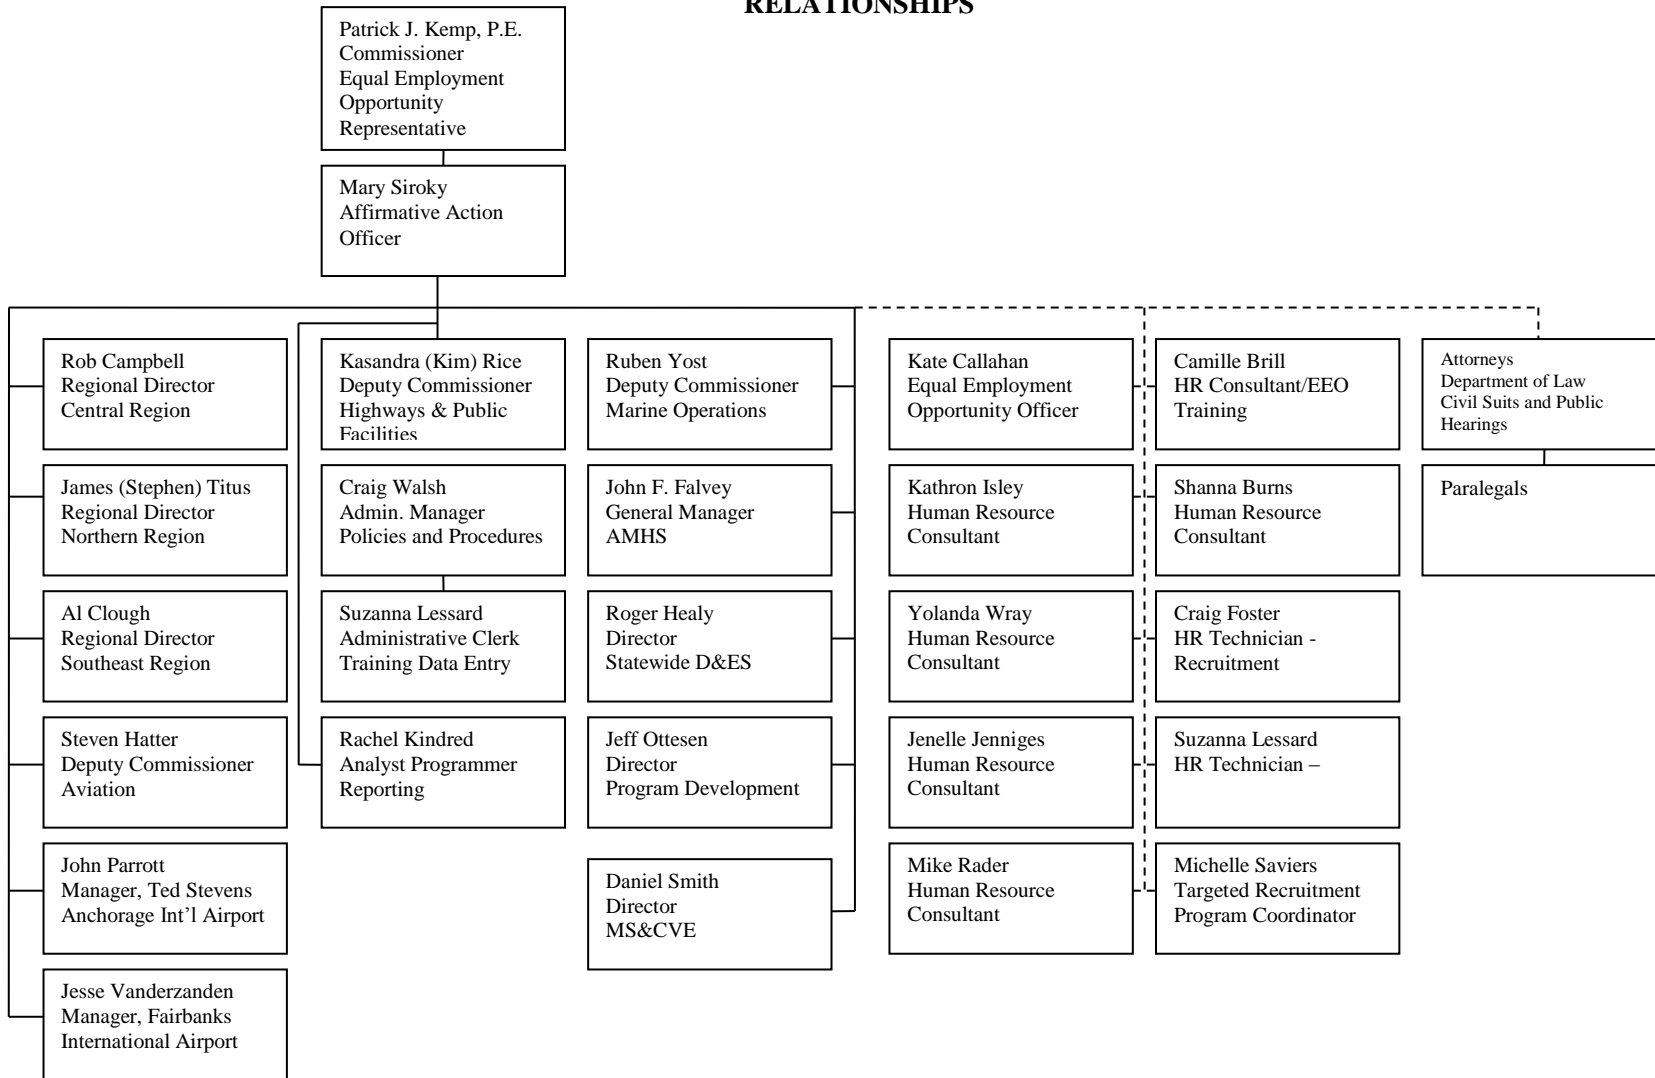 RELATIONSHIPS
Patrick J. Kemp, P.E.
Commissioner
Equal Employment
Opportunity
Representative
Mary Siroky
Affirmative Action
Officer
Rob Campbell
Regional Director
Central Region
James (Stephen) Titus
Regional Director
Northern Region
Al Clough
Regional Director
Southeast Region
Steven Hatter
Deputy Commissioner
Aviation
John Parrott
Manager, Ted Stevens
Anchorage Int’l Airport
Jesse Vanderzanden
Manager, Fairbanks
International Airport
Kasandra (Kim) Rice
Deputy Commissioner
Highways & Public
Facilities
Craig Walsh
Admin. Manager
Policies and Procedures
Suzanna Lessard
Administrative Clerk
Training Data Entry
Rachel Kindred
Analyst Programmer
Reporting
Ruben Yost
Deputy Commissioner
Marine Operations
John F. Falvey
General Manager
AMHS
Roger Healy
Director
Statewide D&ES
Jeff Ottesen
Director
Program Development
Daniel Smith
Director
MS&CVE
Kate Callahan
Equal Employment
Opportunity Officer
Kathron Isley
Human Resource
Consultant
Yolanda Wray
Human Resource
Consultant
Jenelle Jenniges
Human Resource
Consultant
Mike Rader
Human Resource
Consultant
Camille Brill
HR Consultant/EEO
Training
Shanna Burns
Human Resource
Consultant
Craig Foster
HR Technician -
Recruitment
Suzanna Lessard
HR Technician –
Michelle Saviers
Targeted Recruitment
Program Coordinator
Attorneys
Department of Law
Civil Suits and Public
Hearings
Paralegals